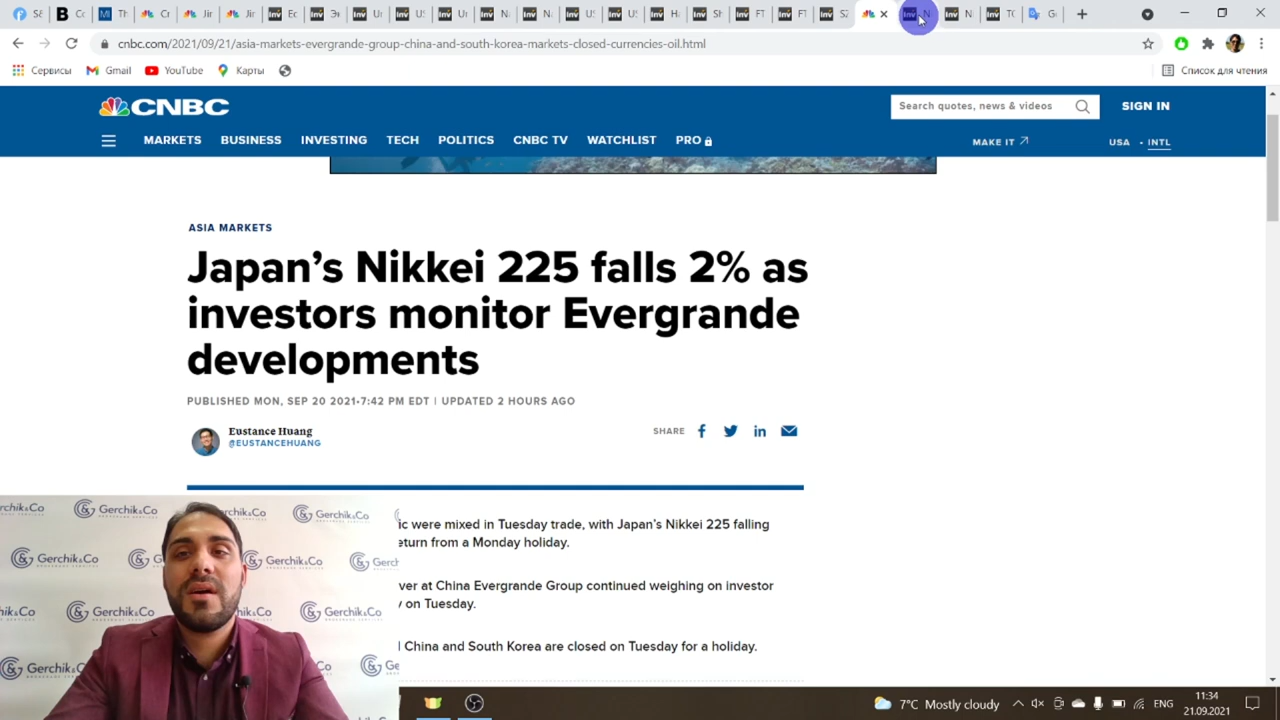 cnbc.com/2021/09/21/asia-markets-evergrande-group-china-and-south-korea-markets-closed-currencies-oil.html
Сервисы Gmail YouTube Карты Список для чтения
CNBC Search quotes, news & videos SIGN IN
MARKETS BUSINESS INVESTING TECH POLITICS CNBC TV WATCHLIST PRO MAKE IT USA · INTL
ASIA MARKETS
Japan's Nikkei 225 falls 2% as
investors monitor Evergrande
developments
PUBLISHED MON, SEP 20 2021•7:42 PM EDT | UPDATED 2 HOURS AGO
Eustance Huang
@EUSTANCEHUANG
SHARE
were mixed in Tuesday trade, with Japan's Nikkei 225 falling
return from a Monday holiday.
at China Evergrande Group continued weighing on investor
on Tuesday.
China and South Korea are closed on Tuesday for a holiday.
Gerchik&Co
BROKERAGE SERVICES
7°C Mostly cloudy ENG
11:34
21.09.2021